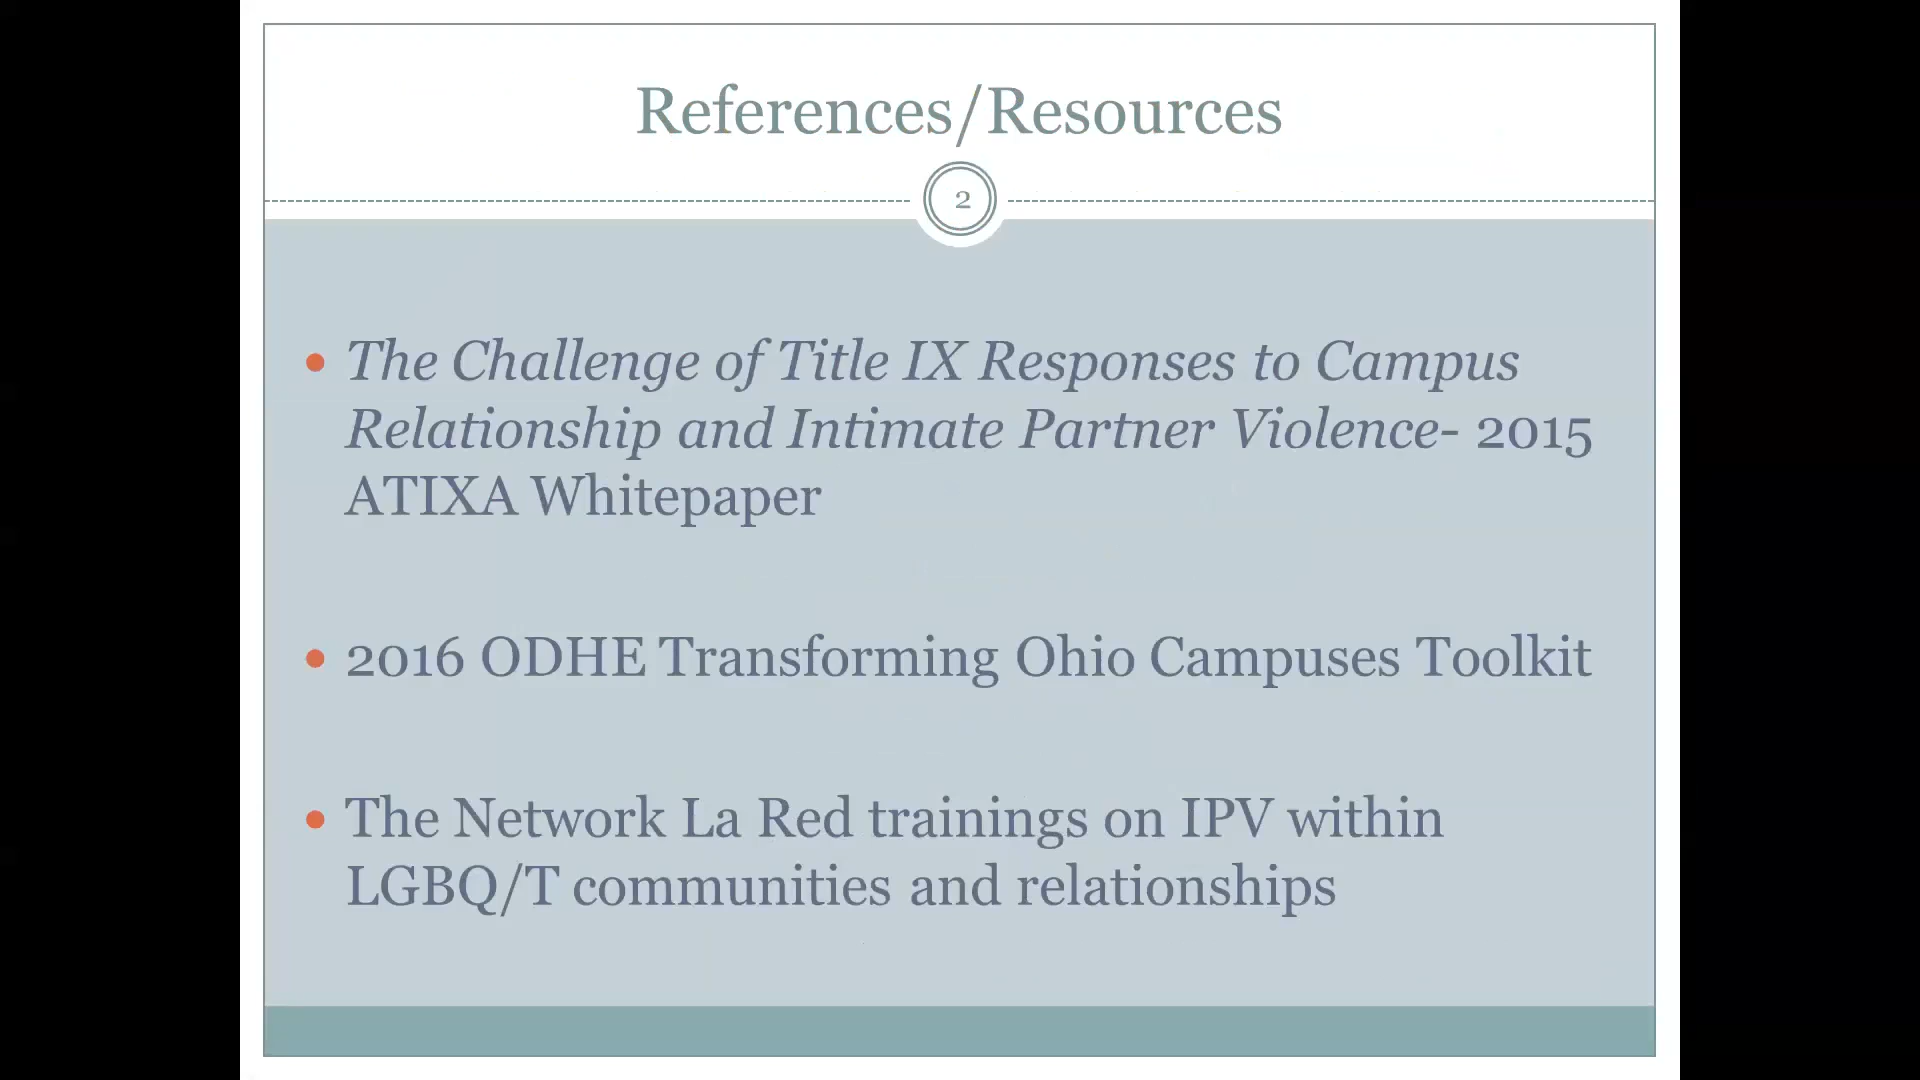 References/Resources
2
• The Challenge of Title IX Responses to Campus
Relationship and Intimate Partner Violence- 2015
ATIXA Whitepaper
• 2016 ODHE Transforming Ohio Campuses Toolkit
• The Network La Red trainings on IPV within
LGBQ/T communities and relationships